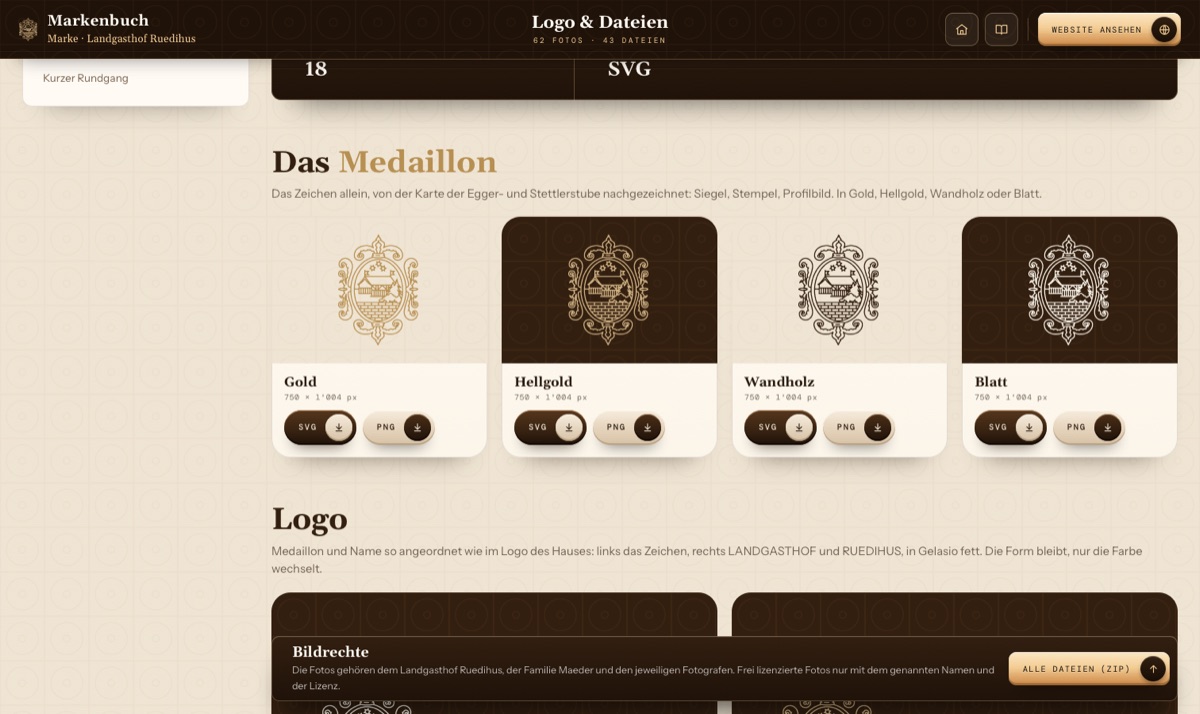 Markenbuch
Marke · Landgasthof Ruedihus
Logo & Dateien
62 FOTOS · 43 DATEIEN
WEBSITE ANSEHEN
Kurzer Rundgang
18
SVG
Das Medaillon
Das Zeichen allein, von der Karte der Egger- und Stettlerstube nachgezeichnet: Siegel, Stempel, Profilbild. In Gold, Hellgold, Wandholz oder Blatt.
Gold
750 × 1'004 px
SVG
PNG
Hellgold
750 × 1'004 px
SVG
PNG
Wandholz
750 × 1'004 px
SVG
PNG
Blatt
750 × 1'004 px
SVG
PNG
Logo
Medaillon und Name so angeordnet wie im Logo des Hauses: links das Zeichen, rechts LANDGASTHOF und RUEDIHUS, in Gelasio fett. Die Form bleibt, nur die Farbe
wechselt.
Bildrechte
Die Fotos gehören dem Landgasthof Ruedihus, der Familie Maeder und den jeweiligen Fotografen. Frei lizenzierte Fotos nur mit dem genannten Namen und
der Lizenz.
ALLE DATEIEN (ZIP)